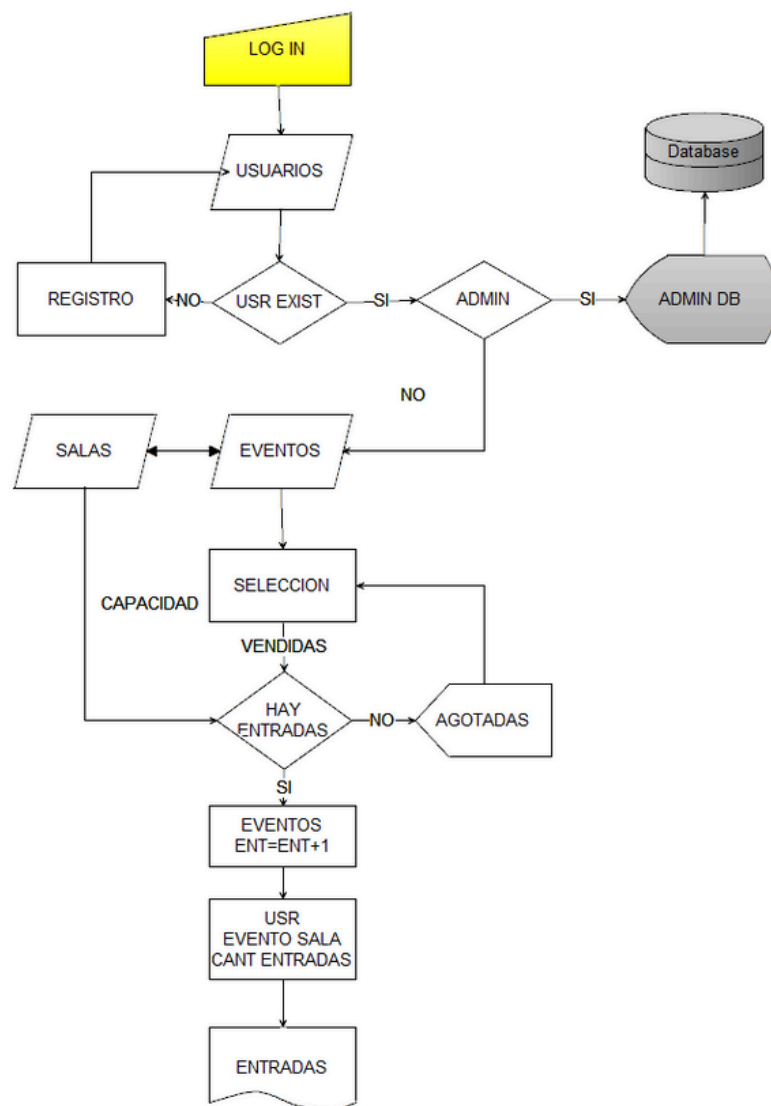 LOG IN
Database
USUARIOS
REGISTRO
NO
USR EXIST
SI
ADMIN
SI
ADMIN DB
NO
SALAS
EVENTOS
SELECCION
CAPACIDAD
VENDIDAS
HAY
ENTRADAS
NO
AGOTADAS
SI
EVENTOS
ENT=ENT+1
USR
EVENTO SALA
CANT ENTRADAS
ENTRADAS